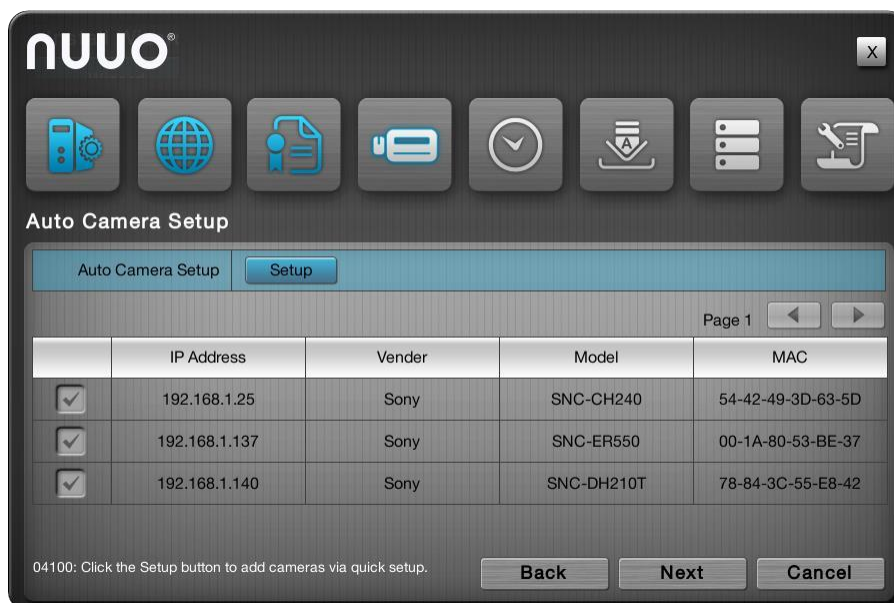 nuuo®
X
A
Auto Camera Setup
Auto Camera Setup Setup
Page 1
IP Address Vender Model MAC
192.168.1.25 Sony SNC-CH240 54-42-49-3D-63-5D
192.168.1.137 Sony SNC-ER550 00-1A-80-53-BE-37
192.168.1.140 Sony SNC-DH210T 78-84-3C-55-E8-42
04100: Click the Setup button to add cameras via quick setup.
Back Next Cancel